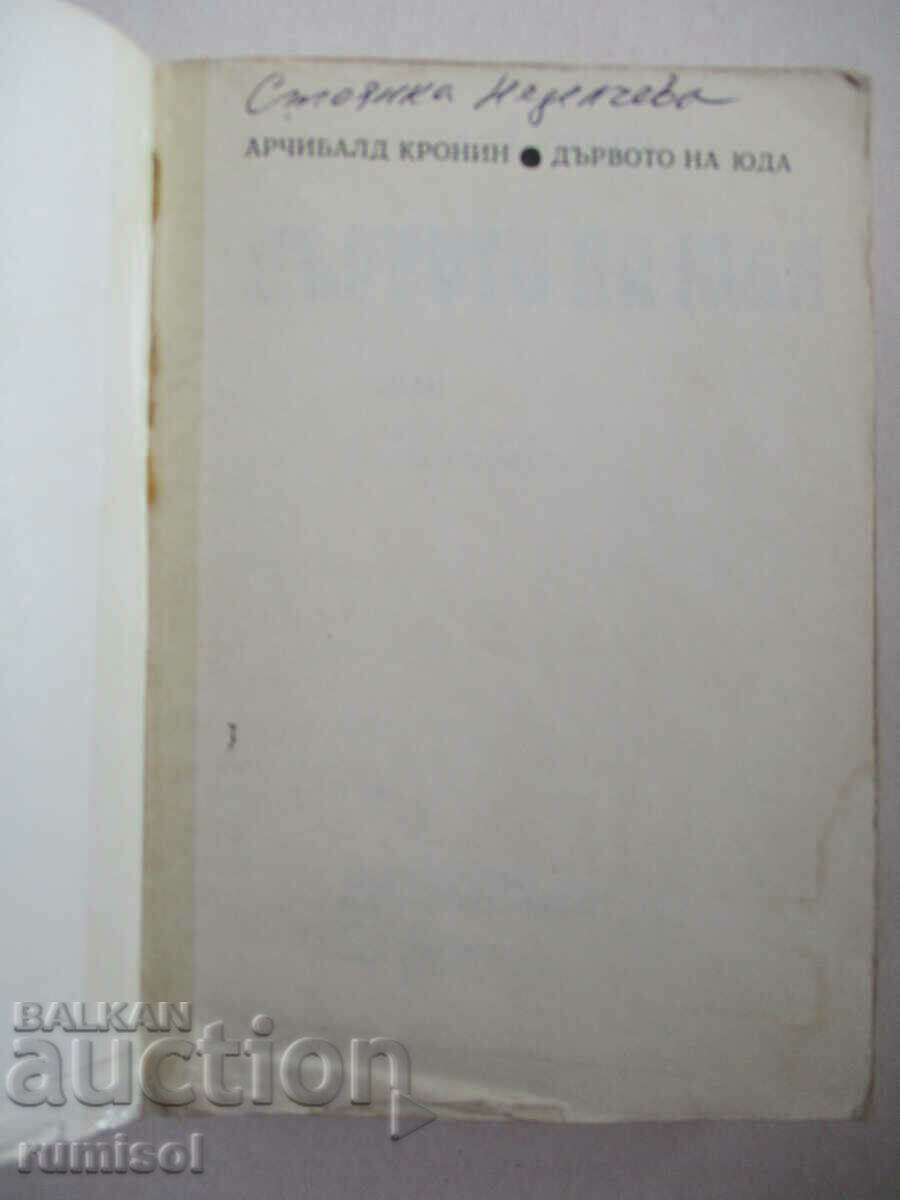 Стоянка Неделчева
АРЧИБАЛД КРОНИН ● ДЪРВОТО НА ЮДА
BALKAN
auction
rumisol